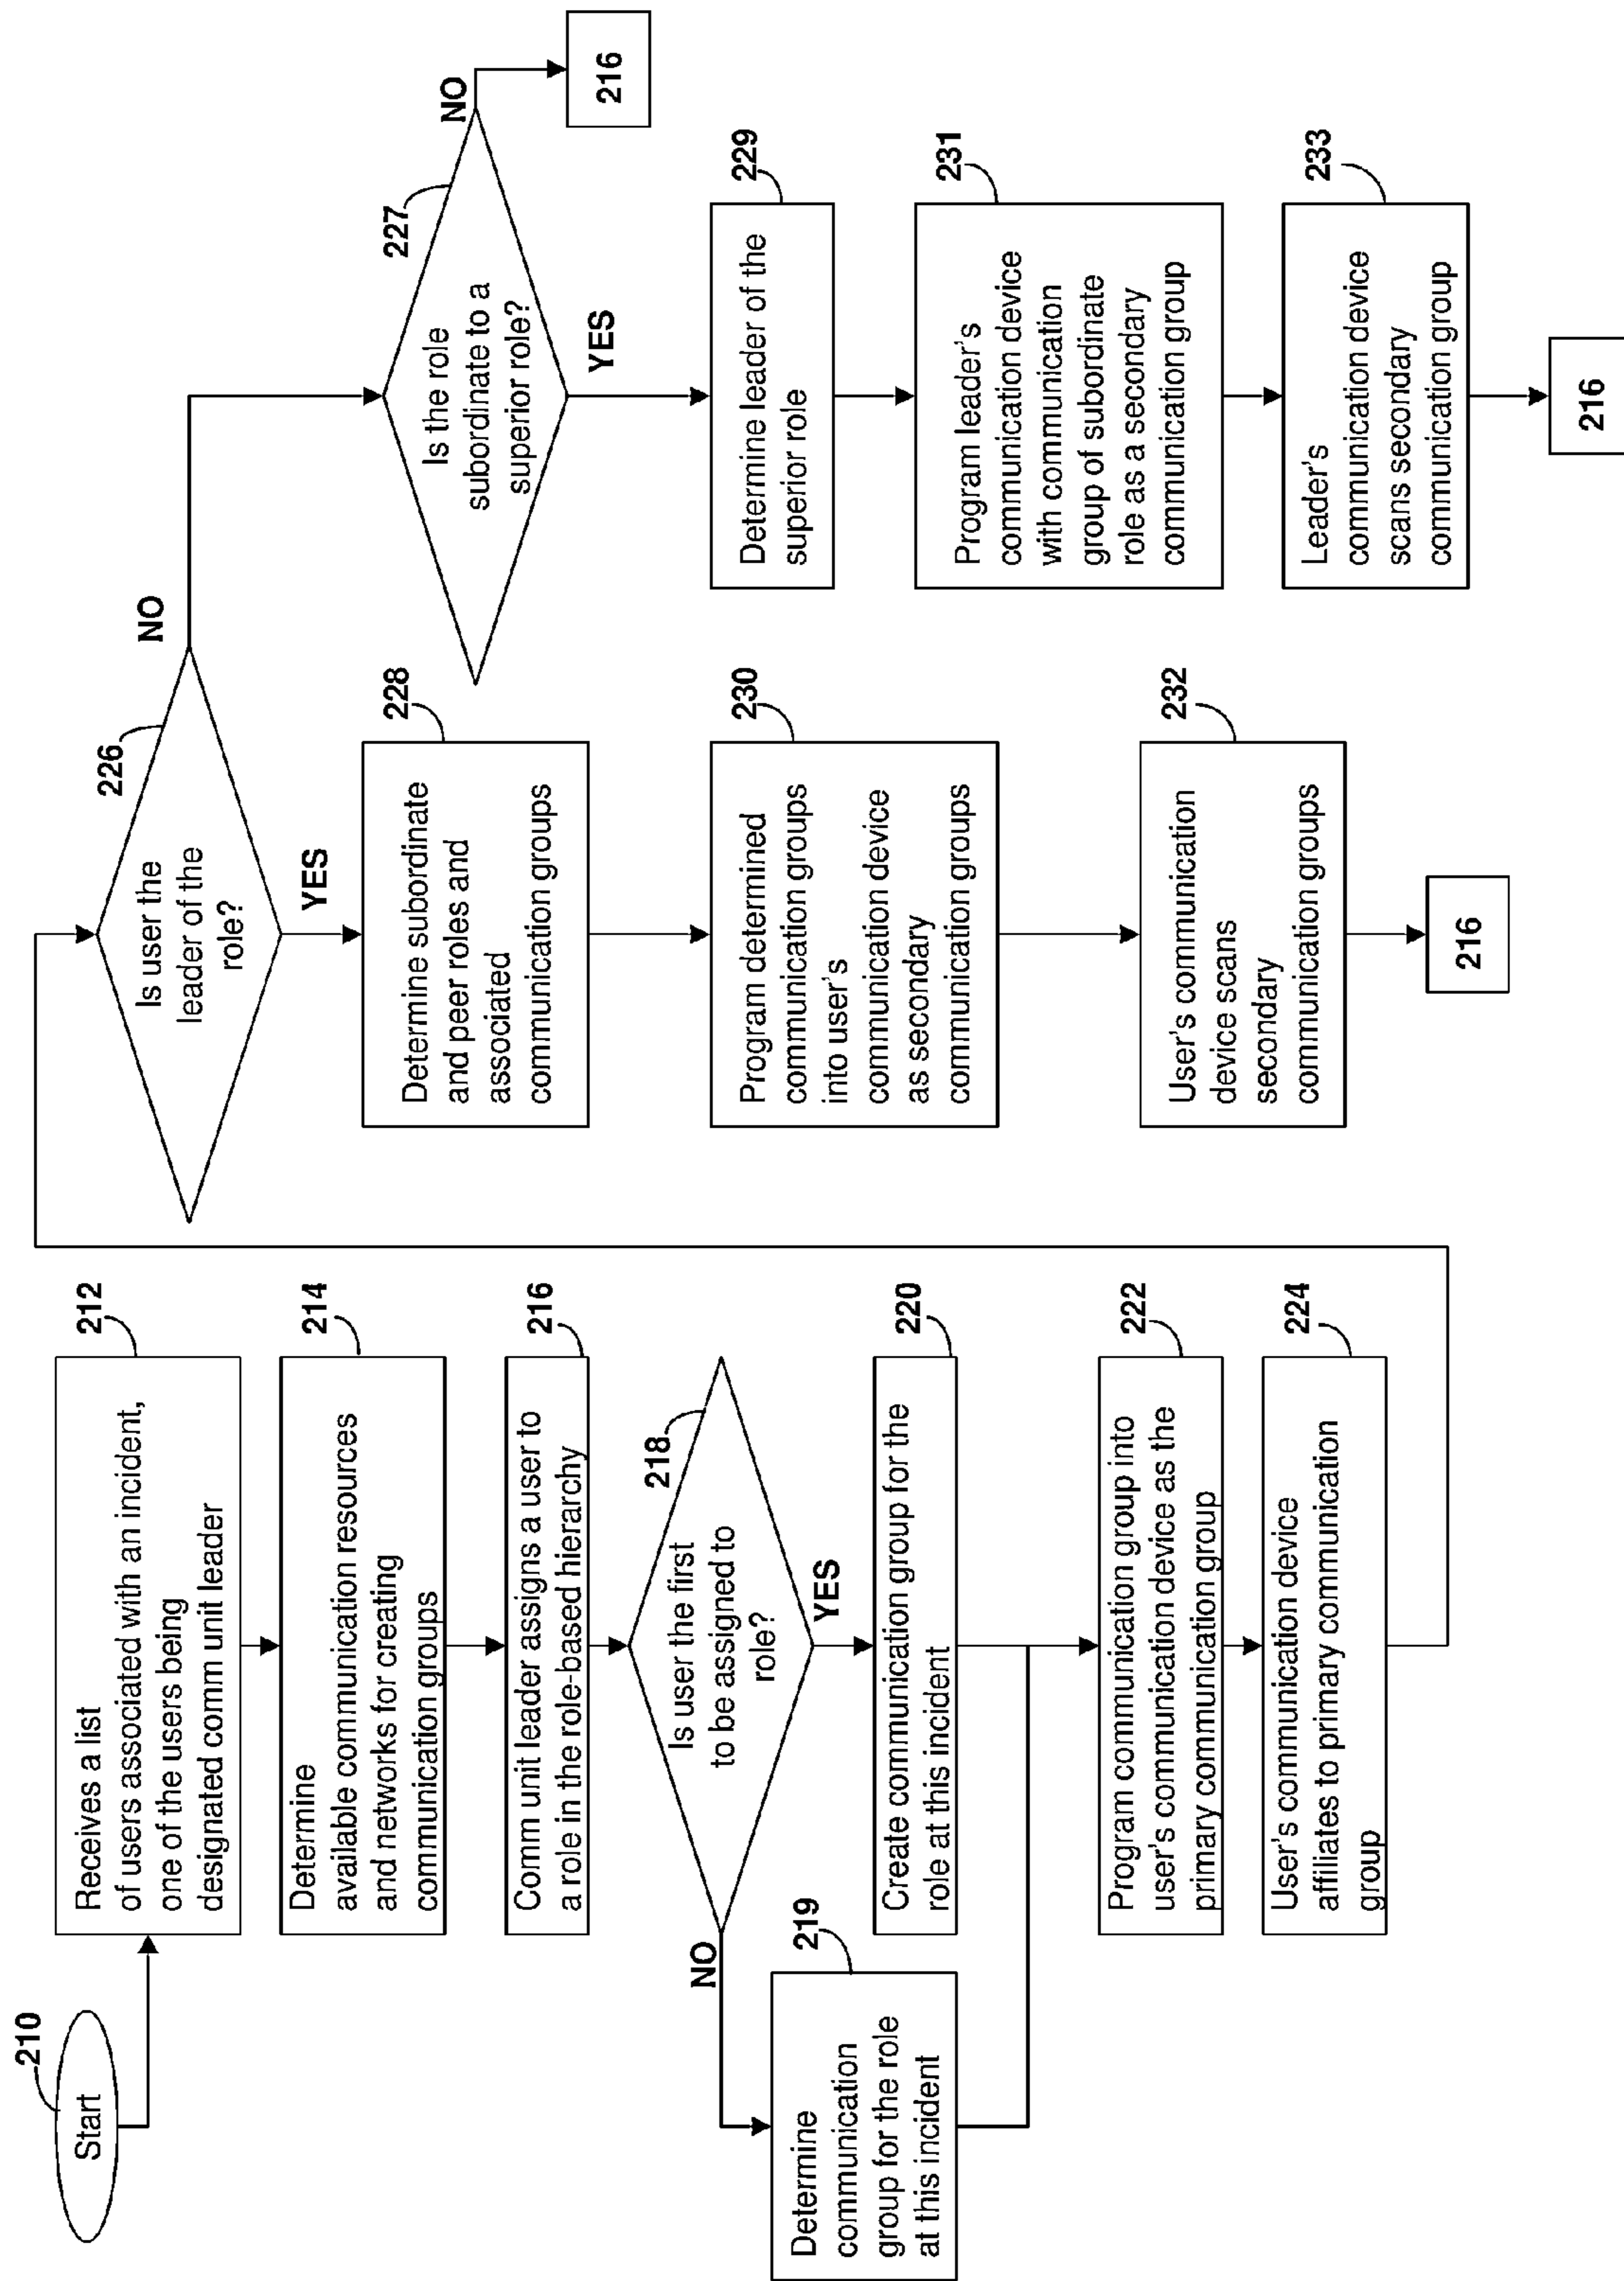 210
Start
212
Receives a list
of users associated with an incident,
one of the users being
designated comm unit leader
214
Determine
available communication resources
and networks for creating
communication groups
216
Comm unit leader assigns a user to
a role in the role-based hierarchy
218
Is user the first
to be assigned to
role?
NO
YES
219
Determine
communication
group for the role
at this incident
220
Create communication group for the
role at this incident
222
Program communication group into
user's communication device as the
primary communication group
224
User's communication device
affiliates to primary communication
group
226
Is user the
leader of the
role?
NO
YES
228
Determine subordinate
and peer roles and
associated
communication groups
230
Program determined
communication groups
into user's
communication device
as secondary
communication groups
232
User's communication
device scans
secondary
communication groups
216
227
Is the role
subordinate to a
superior role?
NO
216
YES
229
Determine leader of the
superior role
231
Program leader's
communication device
with communication
group of subordinate
role as a secondary
communication group
233
Leader's
communication device
scans secondary
communication group
216